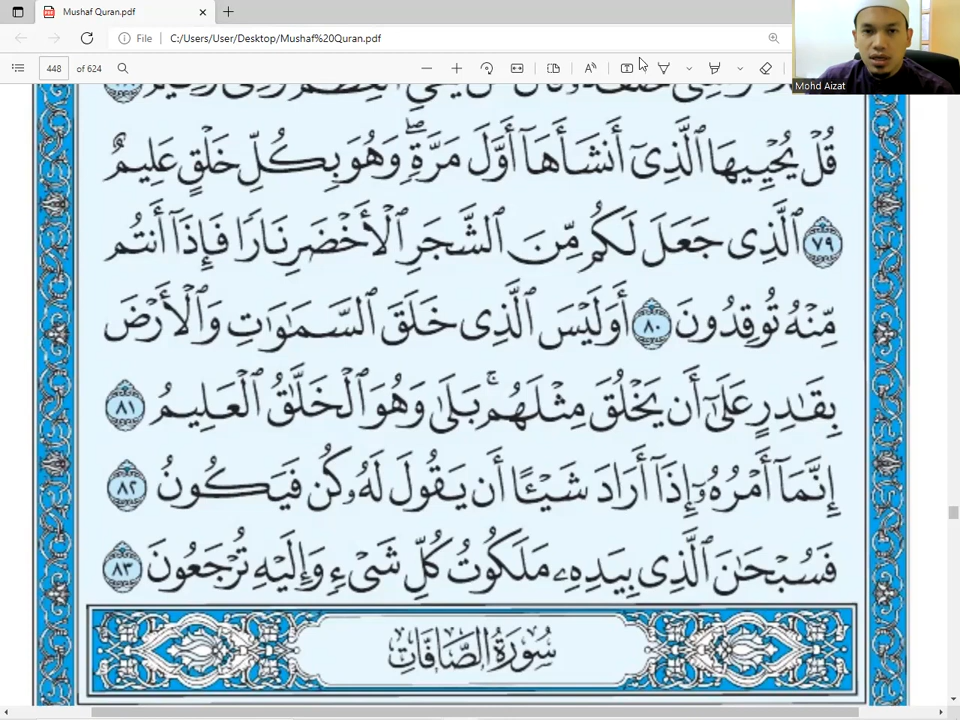 Mushaf Quran.pdf
File
C:/Users/User/Desktop/Mushaf%20Quran.pdf
448 of 624
Mohd Aizat
قُلْ يُحْيِيهَا ٱلَّذِىٓ أَنشَأَهَآ أَوَّلَ مَرَّةٍۢ ۖ وَهُوَ بِكُلِّ خَلْقٍ عَلِيمٌ
٧٩ ٱلَّذِى جَعَلَ لَكُم مِّنَ ٱلشَّجَرِ ٱلْأَخْضَرِ نَارًا فَإِذَآ أَنتُم
مِّنْهُ تُوقِدُونَ ٨٠ أَوَلَيْسَ ٱلَّذِى خَلَقَ ٱلسَّمَٰوَٰتِ وَٱلْأَرْضَ
بِقَٰدِرٍ عَلَىٰٓ أَن يَخْلُقَ مِثْلَهُم ۚ بَلَىٰ وَهُوَ ٱلْخَلَّٰقُ ٱلْعَلِيمُ ٨١
إِنَّمَآ أَمْرُهُۥٓ إِذَآ أَرَادَ شَيْـًٔا أَن يَقُولَ لَهُۥ كُن فَيَكُونُ ٨٢
فَسُبْحَٰنَ ٱلَّذِى بِيَدِهِۦ مَلَكُوتُ كُلِّ شَىْءٍ وَإِلَيْهِ تُرْجَعُونَ ٨٣
سُورَةُ الصَّافَّاتِ